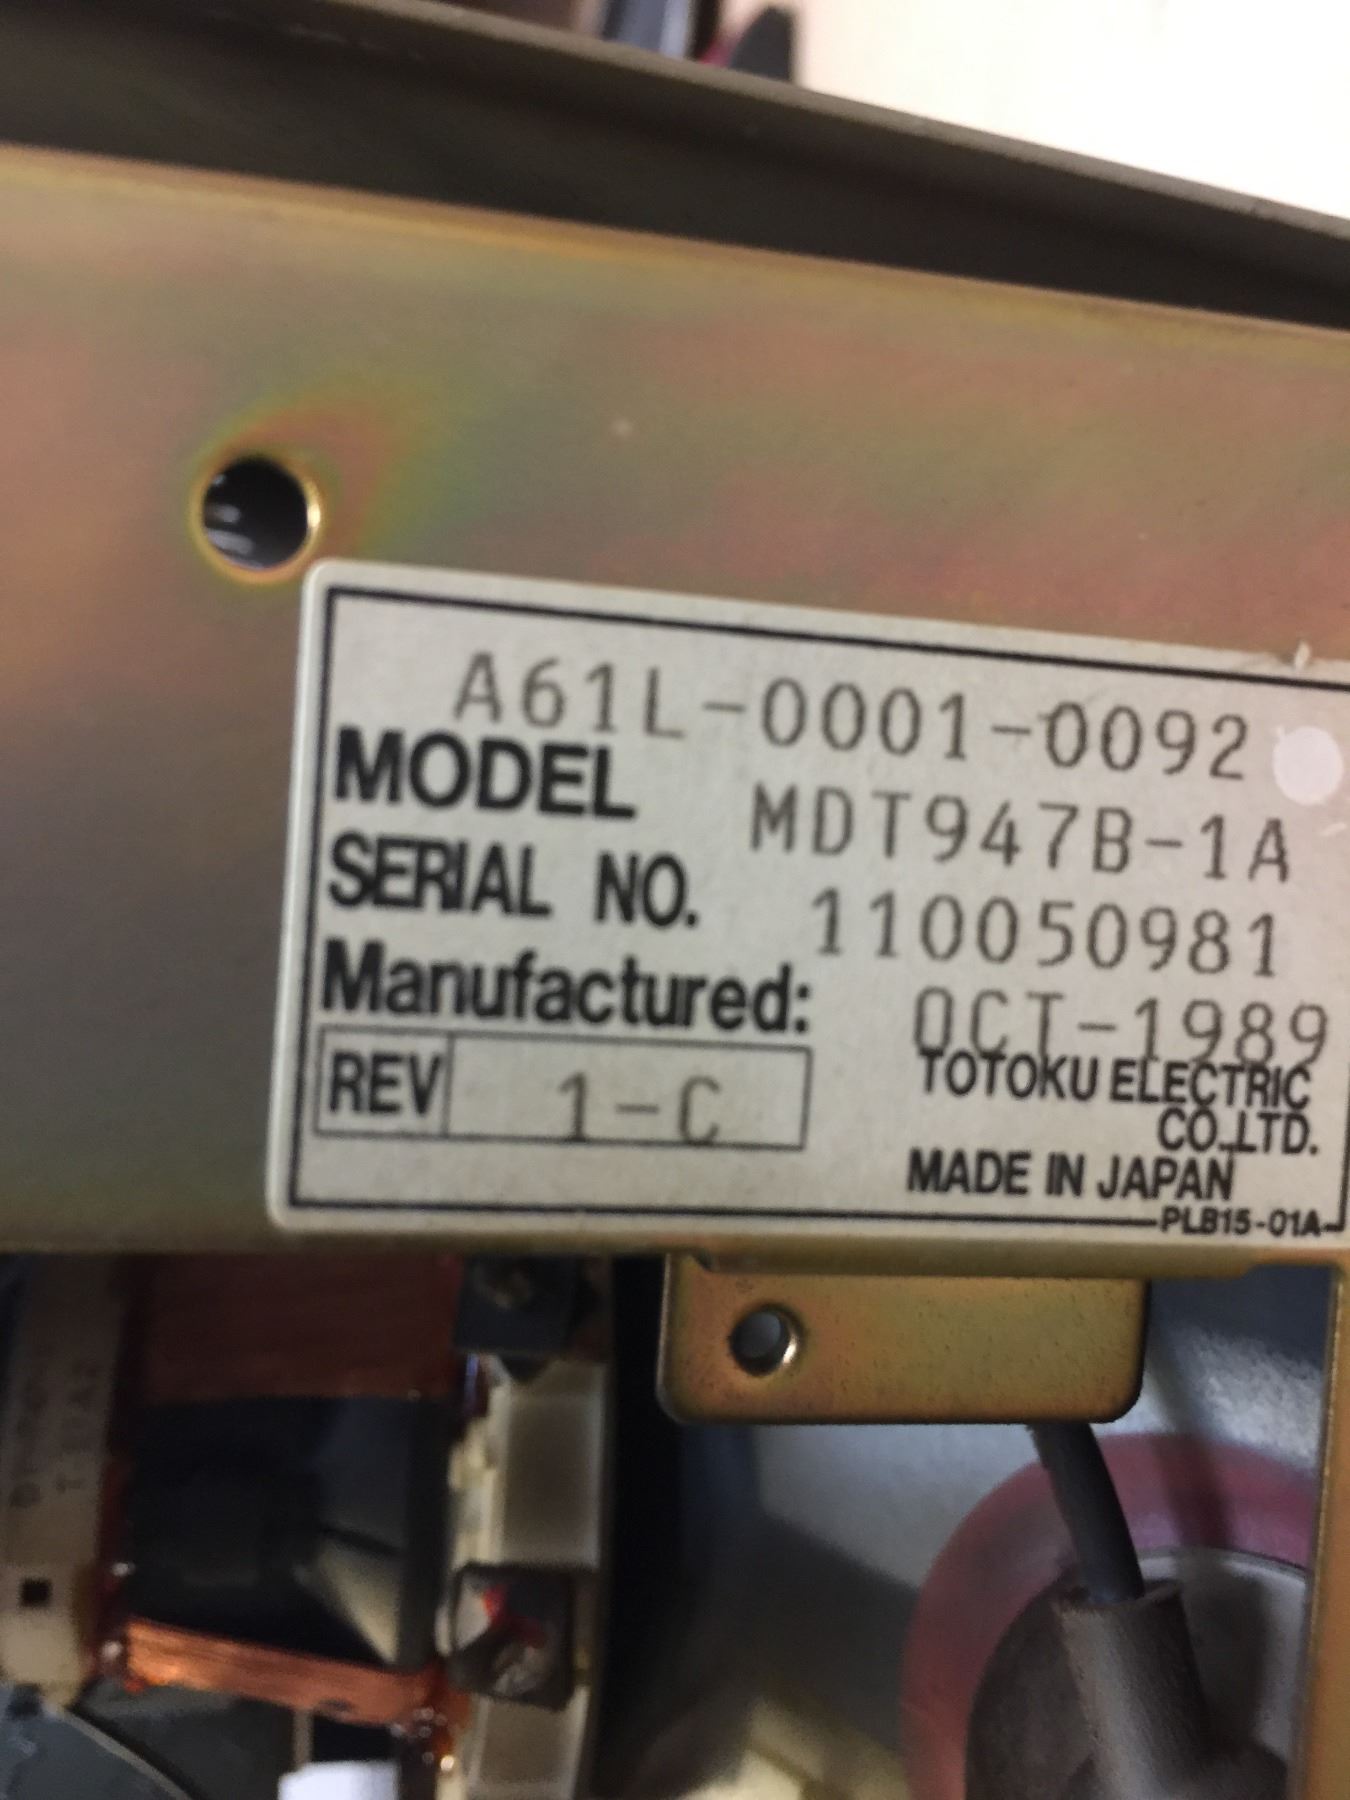 A61L-0001-0092
MODEL MDT947B-1A
SERIAL NO. 110050981
Manufactured: OCT-1989
REV 1-C
TOTOKU ELECTRIC
CO.,LTD.
MADE IN JAPAN
PLB15-01A